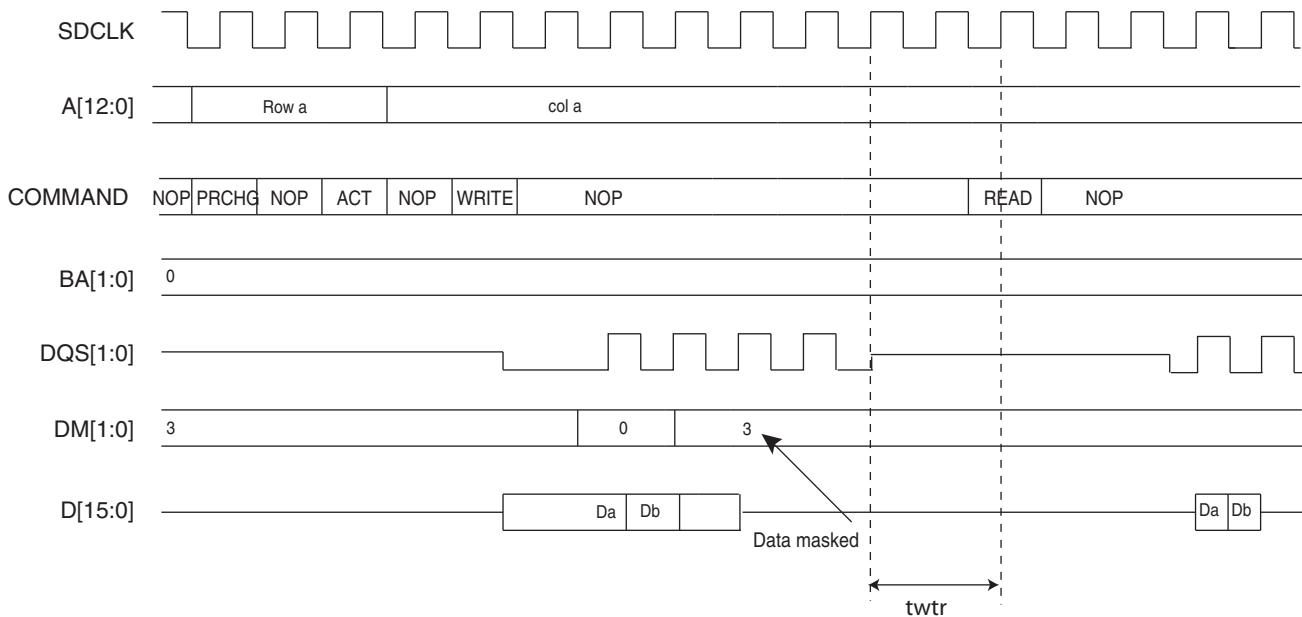 SDCLK
A[12:0] Row a col a
COMMAND NOP PRCHG NOP ACT NOP WRITE NOP READ NOP
BA[1:0] 0
DQS[1:0]
DM[1:0] 3 0 3
D[15:0] Da Db Da Db
Data masked
twtr